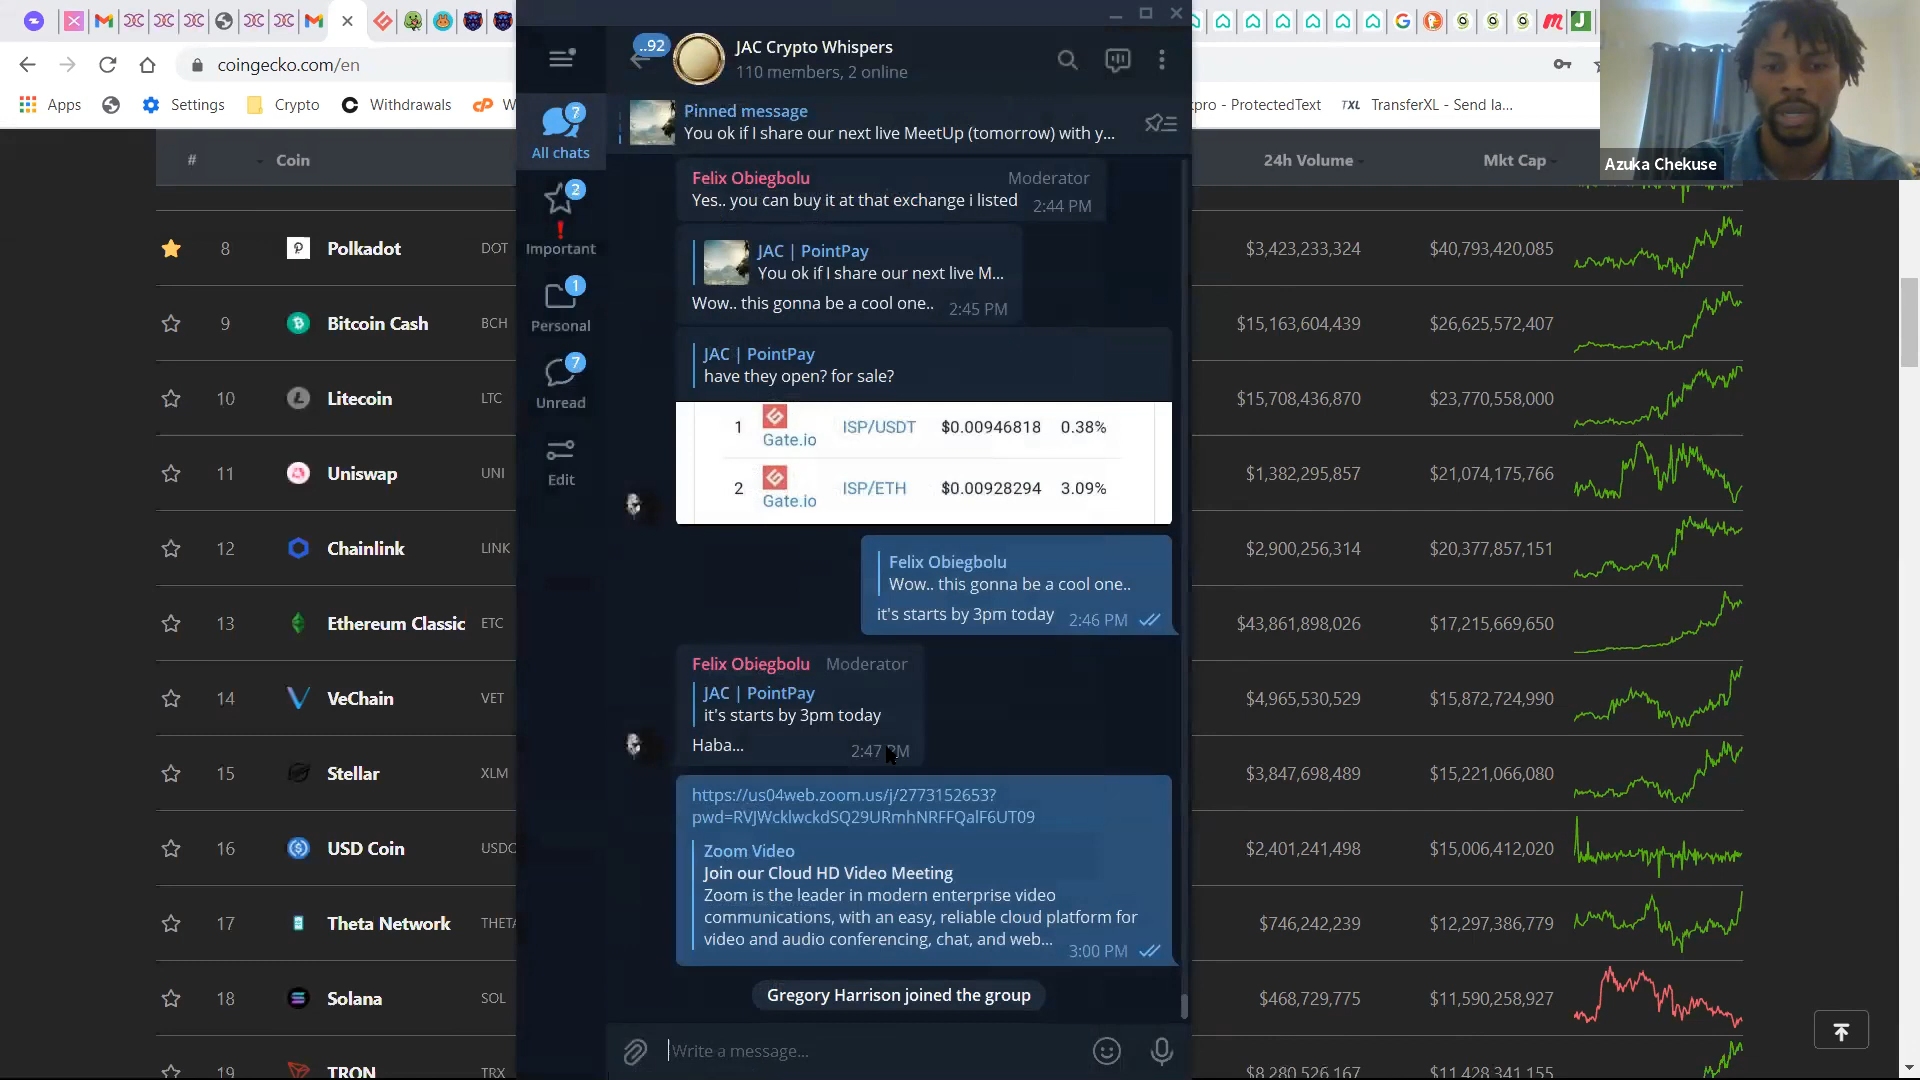 coingecko.com/en
Apps
Settings
Crypto
Withdrawals
W
pro - ProtectedText
TXL TransferXL - Send la...
# Coin 24h Volume Mkt Cap
8 Polkadot DOT $3,423,233,324 $40,793,420,085
9 Bitcoin Cash BCH $15,163,604,439 $26,625,572,407
10 Litecoin LTC $15,708,436,870 $23,770,558,000
11 Uniswap UNI $1,382,295,857 $21,074,175,766
12 Chainlink LINK $2,900,256,314 $20,377,857,151
13 Ethereum Classic ETC $43,861,898,026 $17,215,669,650
14 VeChain VET $4,965,530,529 $15,872,724,990
15 Stellar XLM $3,847,698,489 $15,221,066,080
16 USD Coin USDC $2,401,241,498 $15,006,412,020
17 Theta Network THETA $746,242,239 $12,297,386,779
18 Solana SOL $468,729,775 $11,590,258,927
19 TRON TRX $8,280,526,167 $11,428,341,155
Azuka Chekuse
..92
JAC Crypto Whispers
110 members, 2 online
7
All chats
2
Important
1
Personal
7
Unread
Edit
Pinned message
You ok if I share our next live MeetUp (tomorrow) with y...
Felix Obiegbolu Moderator
Yes.. you can buy it at that exchange i listed 2:44 PM
JAC | PointPay
You ok if I share our next live M...
Wow.. this gonna be a cool one.. 2:45 PM
JAC | PointPay
have they open? for sale?
1 Gate.io ISP/USDT $0.00946818 0.38%
2 Gate.io ISP/ETH $0.00928294 3.09%
Felix Obiegbolu
Wow.. this gonna be a cool one..
it's starts by 3pm today 2:46 PM
Felix Obiegbolu Moderator
JAC | PointPay
it's starts by 3pm today
Haba... 2:47 PM
https://us04web.zoom.us/j/2773152653?
pwd=RVJWcklwckdSQ29URmhNRFFQalF6UT09
Zoom Video
Join our Cloud HD Video Meeting
Zoom is the leader in modern enterprise video
communications, with an easy, reliable cloud platform for
video and audio conferencing, chat, and web...
3:00 PM
Gregory Harrison joined the group
Write a message...